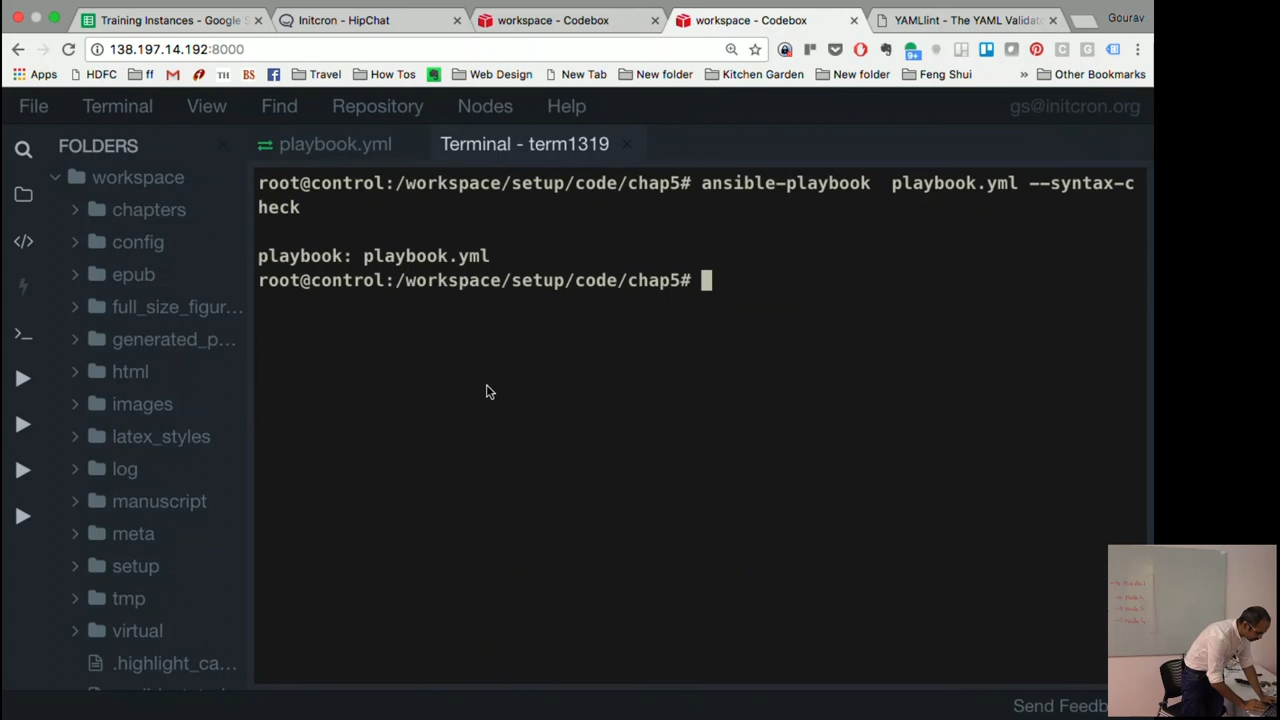 Training Instances - Google S
Initcron - HipChat
workspace - Codebox
workspace - Codebox
YAMLlint - The YAML Validat
Gourav
138.197.14.192:8000
9+
Apps
HDFC
ff
TH
BS
Travel
How Tos
Web Design
New Tab
New folder
Kitchen Garden
New folder
Feng Shui
»
Other Bookmarks
File
Terminal
View
Find
Repository
Nodes
Help
gs@initcron.org
FOLDERS
playbook.yml
Terminal - term1319
workspace
chapters
config
epub
full_size_figur...
generated_p...
html
images
latex_styles
log
manuscript
meta
setup
tmp
virtual
.highlight_ca...
root@control:/workspace/setup/code/chap5# ansible-playbook  playbook.yml --syntax-c
heck
playbook: playbook.yml
root@control:/workspace/setup/code/chap5#
Send Feedb